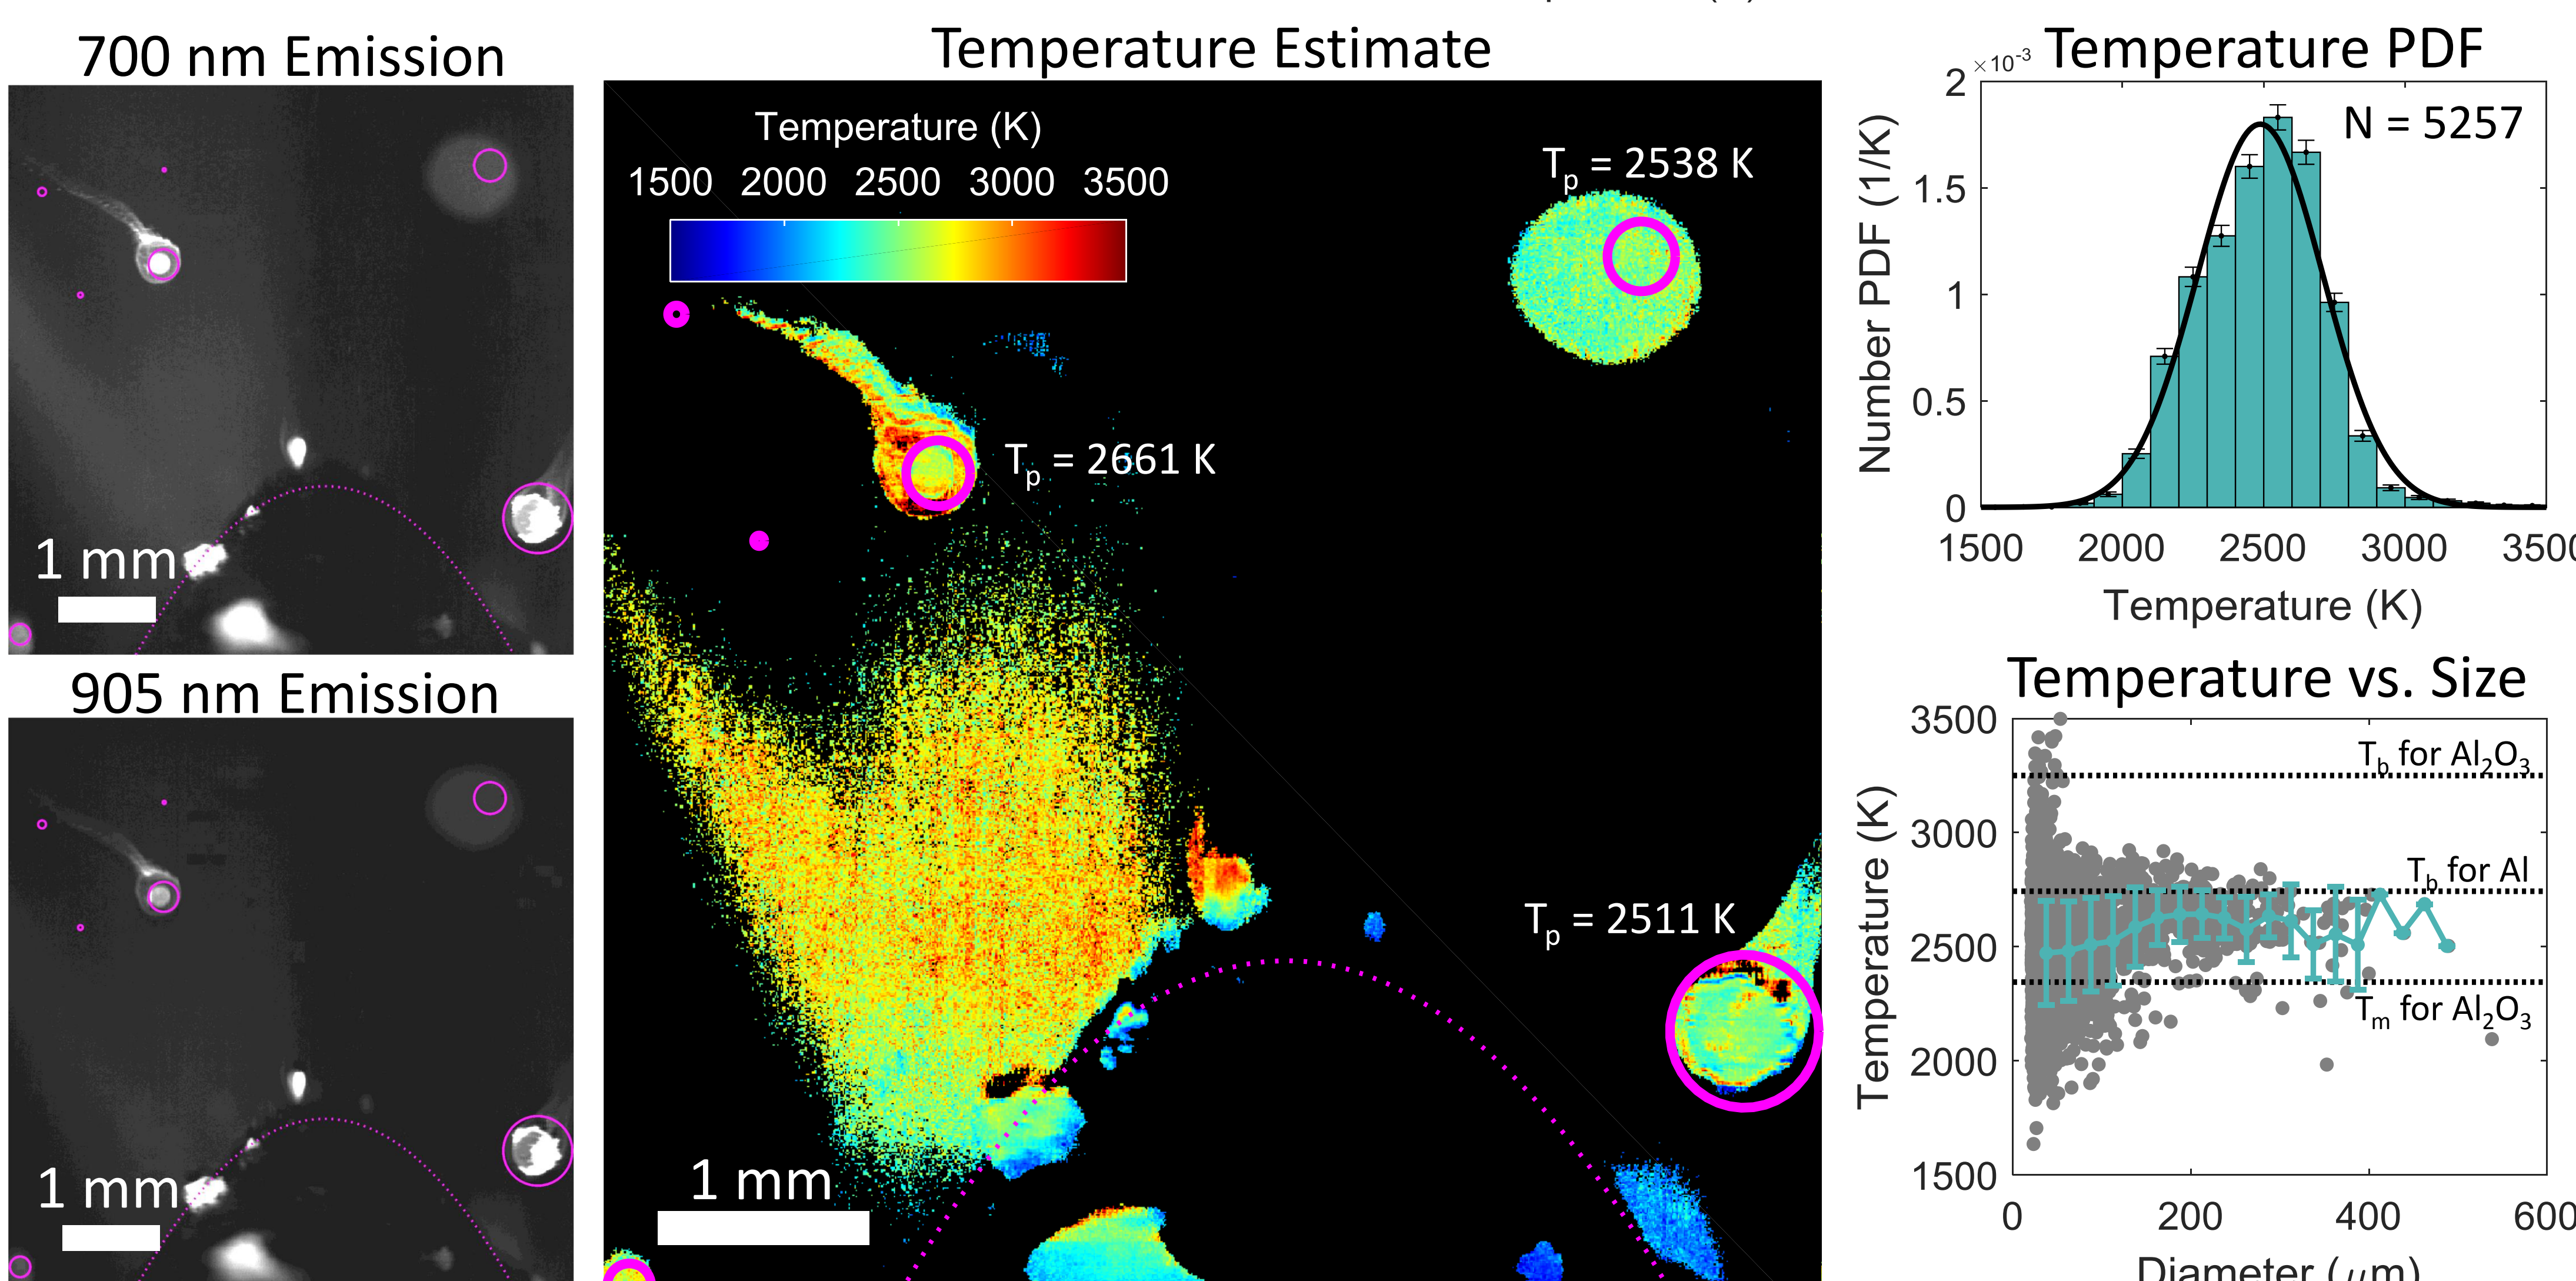 700 nm Emission
1 mm
905 nm Emission
1 mm
Temperature Estimate
Temperature (K)
1500 2000 2500 3000 3500
Tp = 2538 K
Tp = 2661 K
Tp = 2511 K
1 mm
Temperature PDF
×10-3
N = 5257
Number PDF (1/K)
2
1.5
1
0.5
0
1500 2000 2500 3000 350
Temperature (K)
Temperature vs. Size
Temperature (K)
3500
3000
2500
2000
1500
Tb for Al2O3
Tb for Al
Tm for Al2O3
0 200 400 600
Diameter (μm)